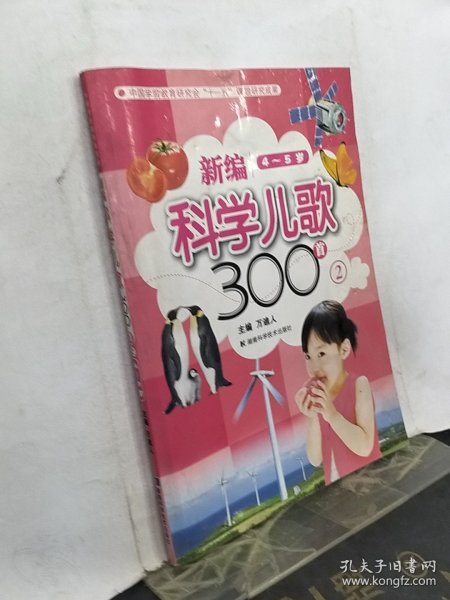 中国学前教育研究会“十一五”课题研究成果
新编
4～5岁
科学儿歌
300首
2
主编 万迪人
湖南科学技术出版社
孔夫子旧书网
www.kongfz.com